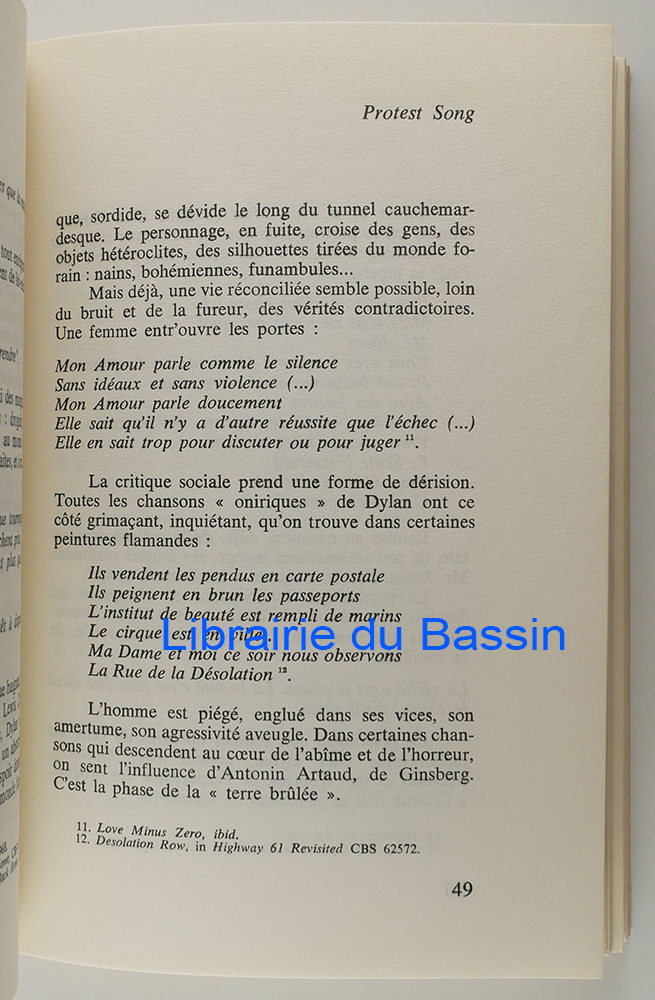 Protest Song
que, sordide, se dévide le long du tunnel cauchemar-
desque. Le personnage, en fuite, croise des gens, des
objets hétéroclites, des silhouettes tirées du monde fo-
rain : nains, bohémiennes, funambules...
Mais déjà, une vie réconciliée semble possible, loin
du bruit et de la fureur, des vérités contradictoires.
Une femme entr'ouvre les portes :
Mon Amour parle comme le silence
Sans idéaux et sans violence (...)
Mon Amour parle doucement
Elle sait qu'il n'y a d'autre réussite que l'échec (...)
Elle en sait trop pour discuter ou pour juger ¹¹.
La critique sociale prend une forme de dérision.
Toutes les chansons « oniriques » de Dylan ont ce
côté grimaçant, inquiétant, qu'on trouve dans certaines
peintures flamandes :
Ils vendent les pendus en carte postale
Ils peignent en brun les passeports
L'institut de beauté est rempli de marins
Le cirque est en ville...
Librairie du Bassin
Ma Dame et moi ce soir nous observons
La Rue de la Désolation ¹².
L'homme est piégé, englué dans ses vices, son
amertume, son agressivité aveugle. Dans certaines chan-
sons qui descendent au cœur de l'abîme et de l'horreur,
on sent l'influence d'Antonin Artaud, de Ginsberg.
C'est la phase de la « terre brûlée ».
11. Love Minus Zero, ibid.
12. Desolation Row, in Highway 61 Revisited CBS 62572.
49